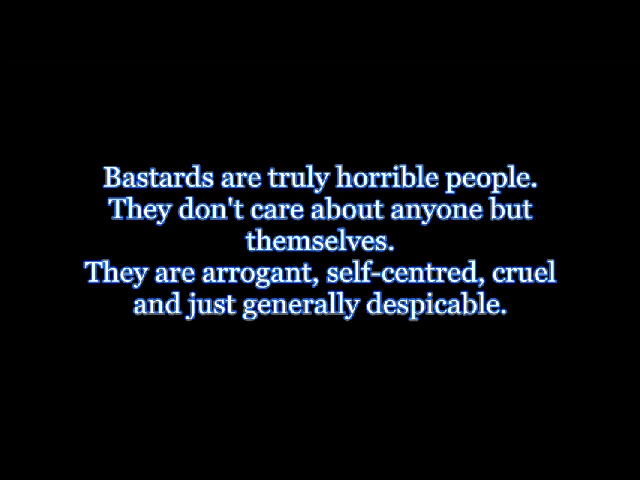 Bastards are truly horrible people.
They don't care about anyone but
themselves.
They are arrogant, self-centred, cruel
and just generally despicable.